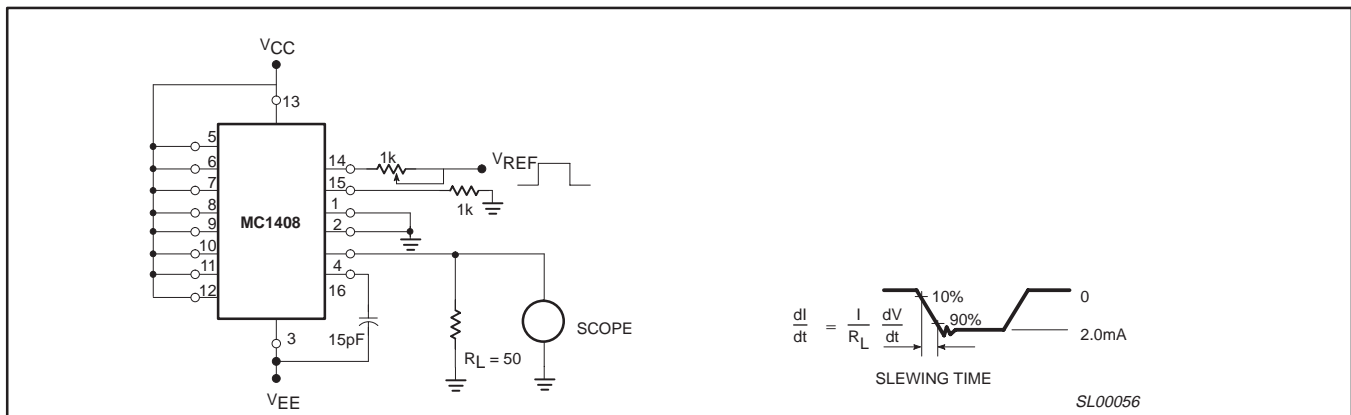 VCC
13
5
6
7
8
9
10
11
12
MC1408
14
15
1
2
4
16
3
1k
VREF
1k
15pF
RL = 50
SCOPE
VEE
dI/dt = I/RL dV/dt
10%
90%
0
2.0mA
SLEWING TIME
SL00056